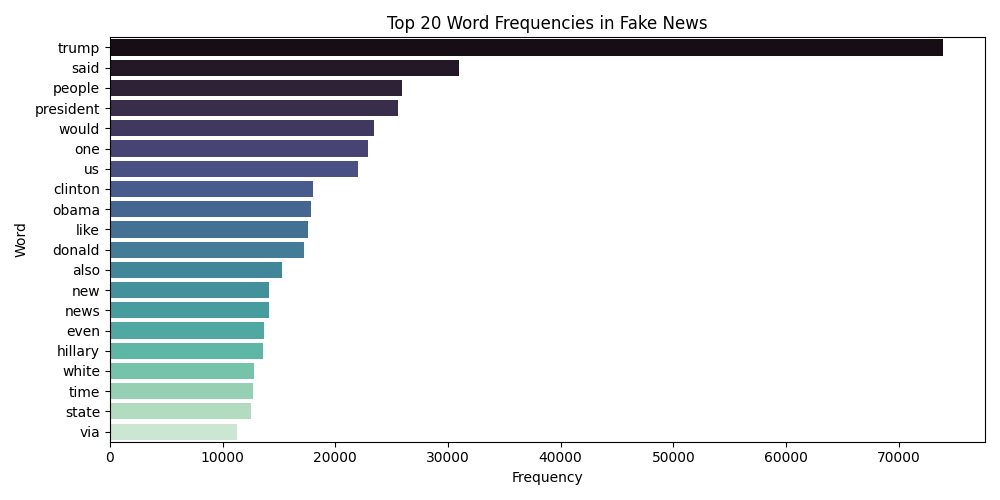 Top 20 Word Frequencies in Fake News
Word
trump
said
people
president
would
one
us
clinton
obama
like
donald
also
new
news
even
hillary
white
time
state
via
0 10000 20000 30000 40000 50000 60000 70000
Frequency